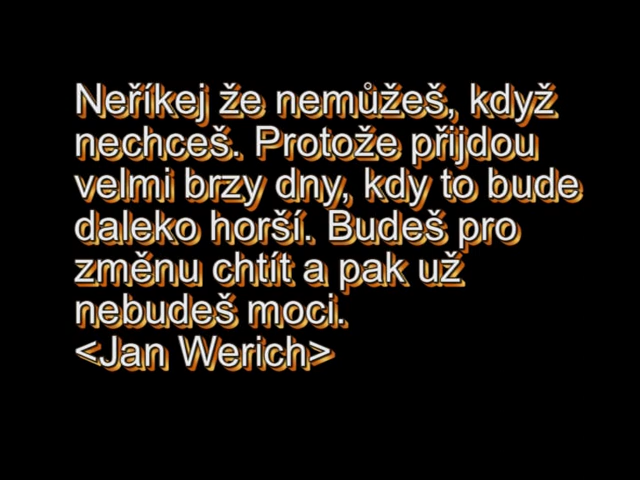 Neříkej že nemůžeš, když
nechceš. Protože přijdou
velmi brzy dny, kdy to bude
daleko horší. Budeš pro
změnu chtít a pak už
nebudeš moci.
<Jan Werich>